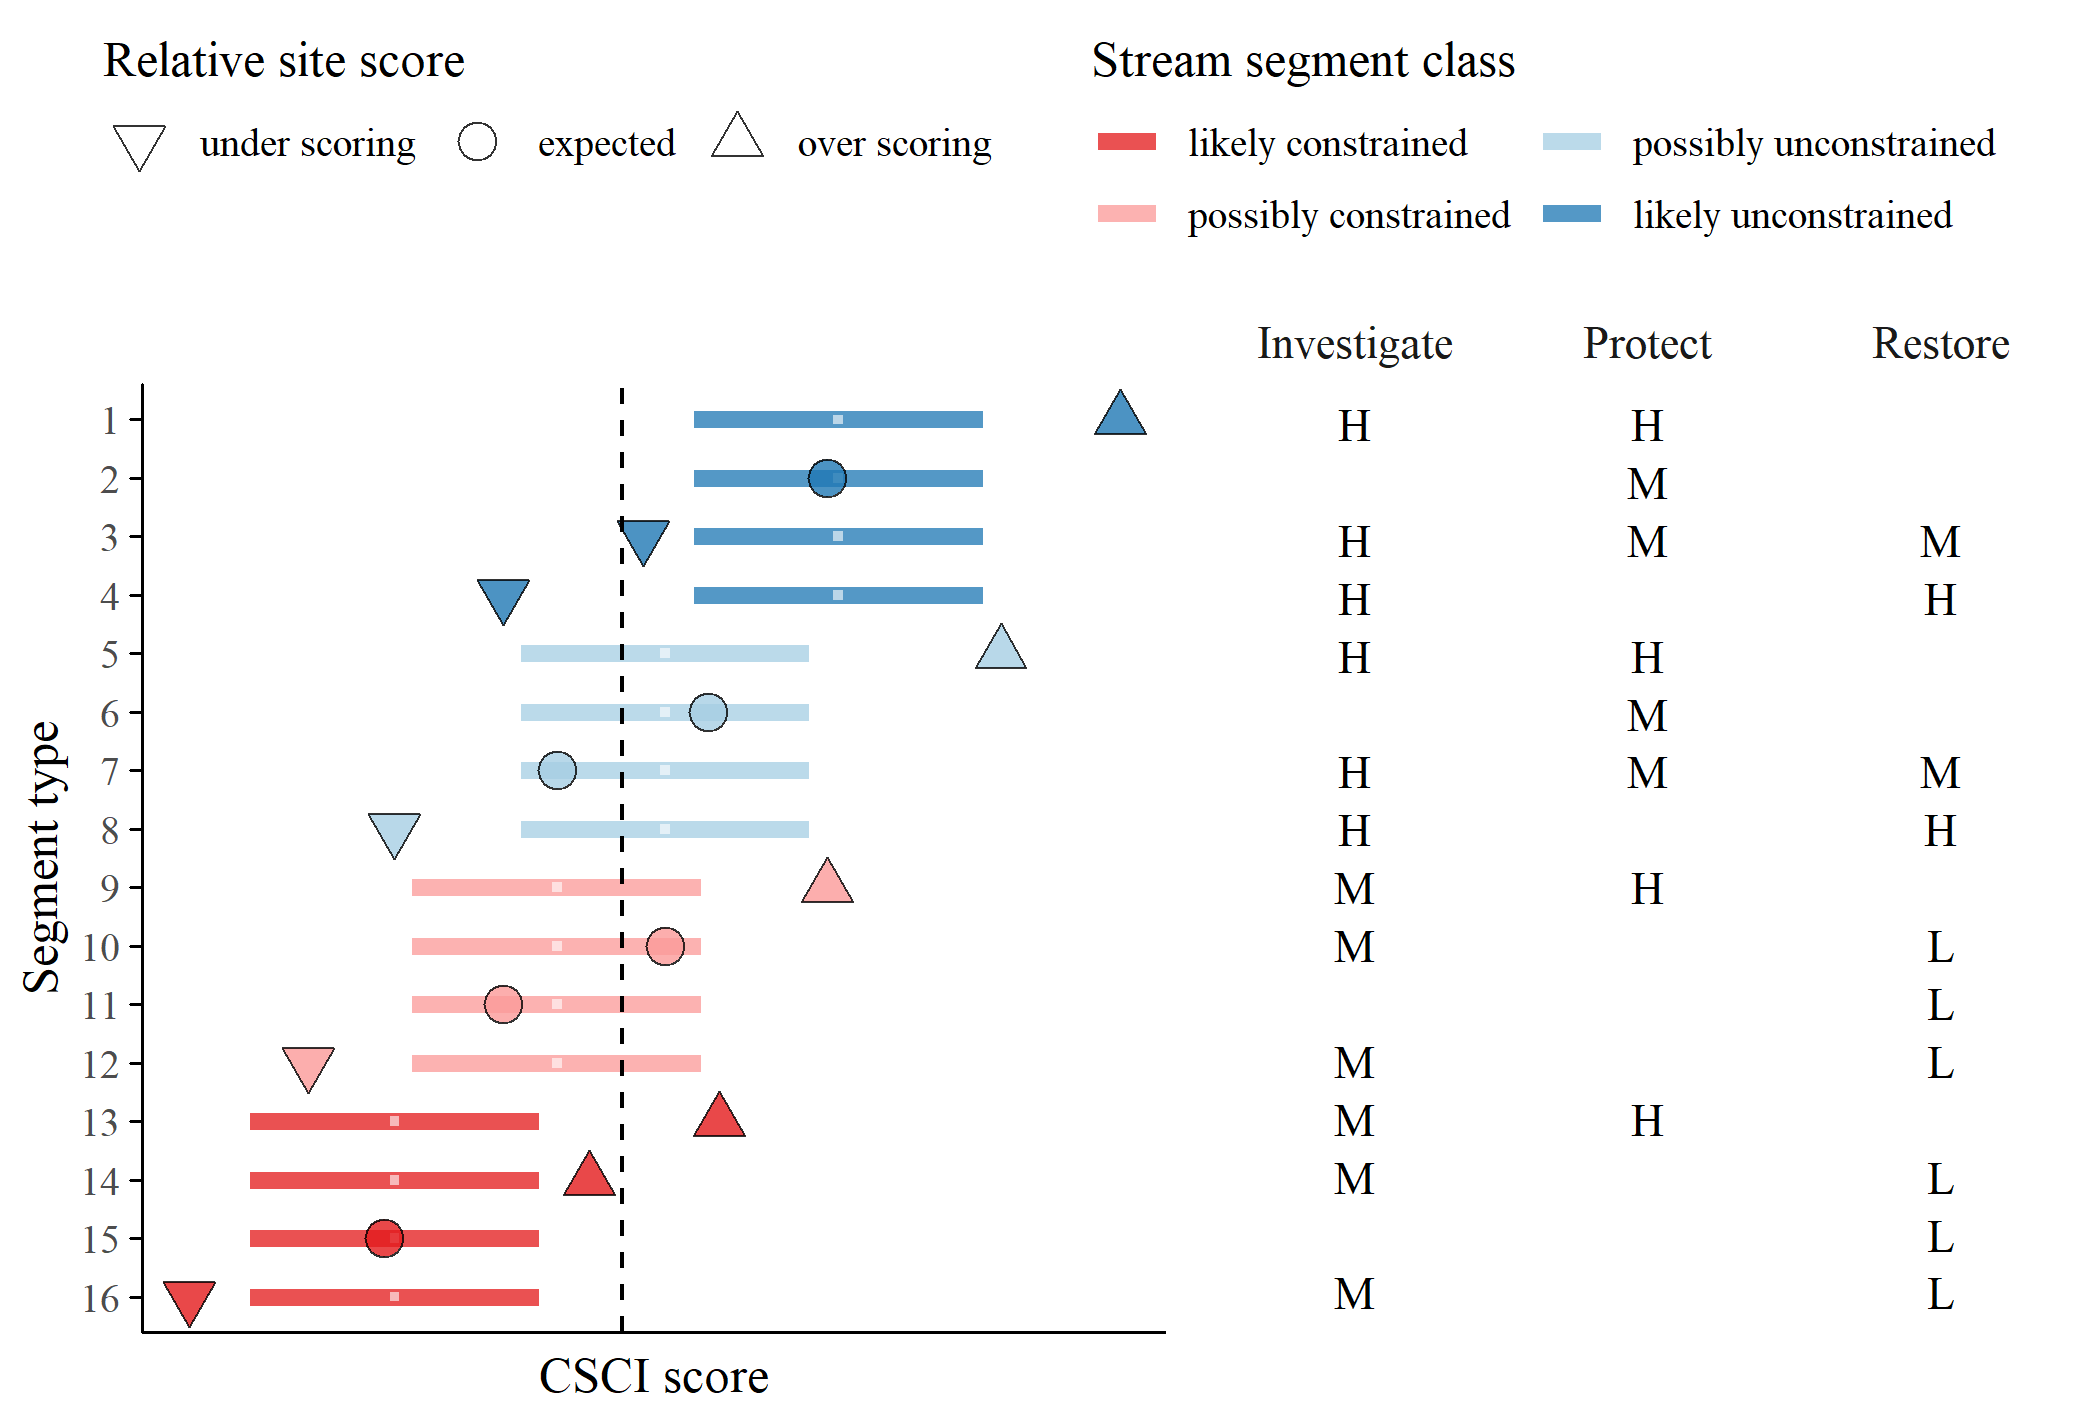 Relative site score
under scoring expected over scoring
Stream segment class
likely constrained possibly unconstrained
possibly constrained likely unconstrained
Investigate Protect Restore
Segment type
1 H H
2 M
3 H M M
4 H H
5 H H
6 M
7 H M M
8 H H
9 M H
10 M L
11 L
12 M L
13 M H
14 M L
15 L
16 M L
CSCI score